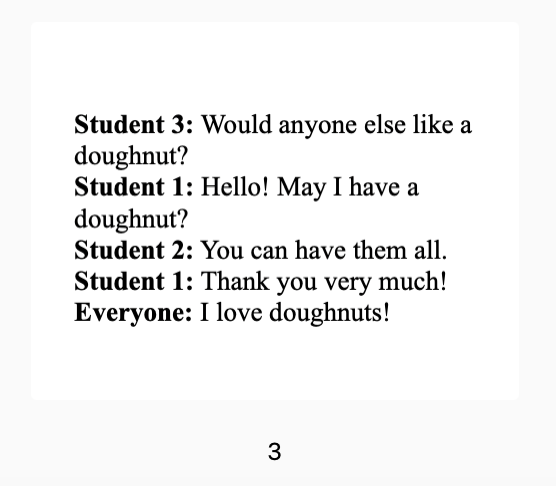 Student 3: Would anyone else like a
doughnut?
Student 1: Hello! May I have a
doughnut?
Student 2: You can have them all.
Student 1: Thank you very much!
Everyone: I love doughnuts!
3